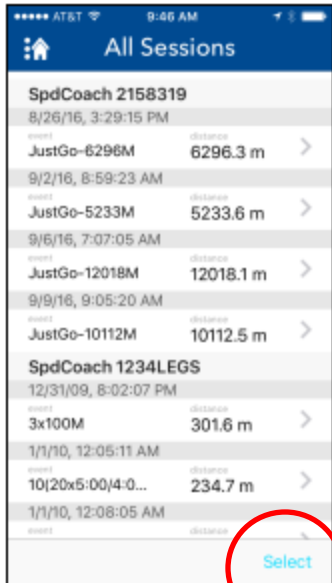 AT&T 9:46 AM
All Sessions
SpdCoach 2158319
8/26/16, 3:29:15 PM
event distance
JustGo-6296M 6296.3 m
9/2/16, 8:59:23 AM
event distance
JustGo-5233M 5233.6 m
9/6/16, 7:07:05 AM
event distance
JustGo-12018M 12018.1 m
9/9/16, 9:05:20 AM
event distance
JustGo-10112M 10112.5 m
SpdCoach 1234LEGS
12/31/09, 8:02:07 PM
event distance
3x100M 301.6 m
1/1/10, 12:05:11 AM
event distance
10[20x5:00/4:0... 234.7 m
1/1/10, 12:08:05 AM
event distance
Select